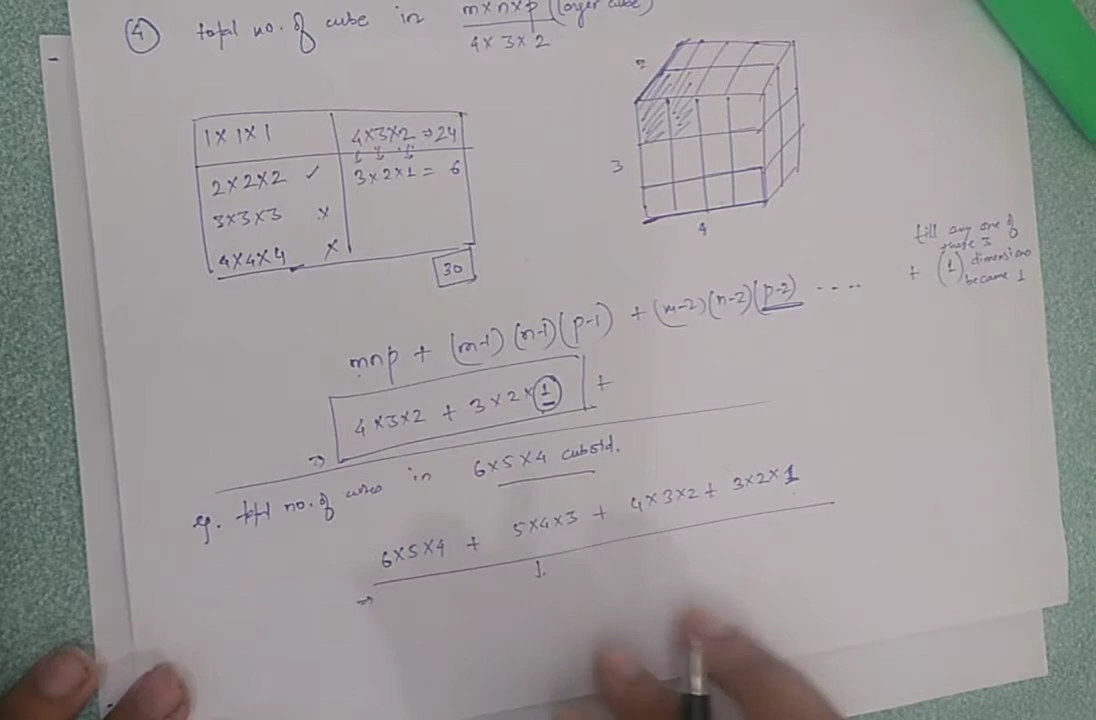 4 total no. of cube in m×n×p (larger cube)
4×3×2
1×1×1 4×3×2 ⇒ 24
2×2×2 ✓ 3×2×1 = 6
3×3×3 ×
4×4×4 ×
30
2
3
4
mnp + (m-1) (n-1) (p-1) + (m-2) (n-2) (p-2) .... + (1)
till any one of
these 3
dimensions
became 1
4×3×2 + 3×2×1 +
⇒
eg. total no. of cubes in 6×5×4 cuboid.
6×5×4 + 5×4×3 + 4×3×2 + 3×2×1
⇒